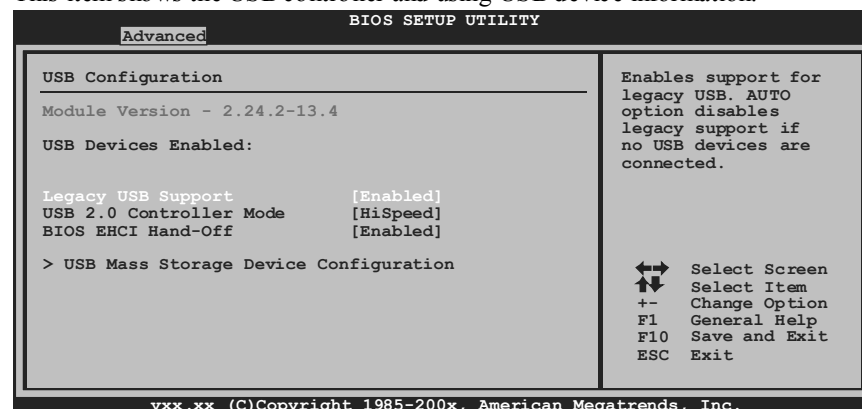 This item shows the USB controller and using USB device information.
BIOS SETUP UTILITY
Advanced
USB Configuration
Module Version - 2.24.2-13.4
USB Devices Enabled:
Legacy USB Support [Enabled]
USB 2.0 Controller Mode [HiSpeed]
BIOS EHCI Hand-Off [Enabled]
> USB Mass Storage Device Configuration
Enables support for
legacy USB. AUTO
option disables
legacy support if
no USB devices are
connected.
Select Screen
Select Item
+- Change Option
F1 General Help
F10 Save and Exit
ESC Exit
vxx.xx (C)Copyright 1985-200x, American Megatrends, Inc.